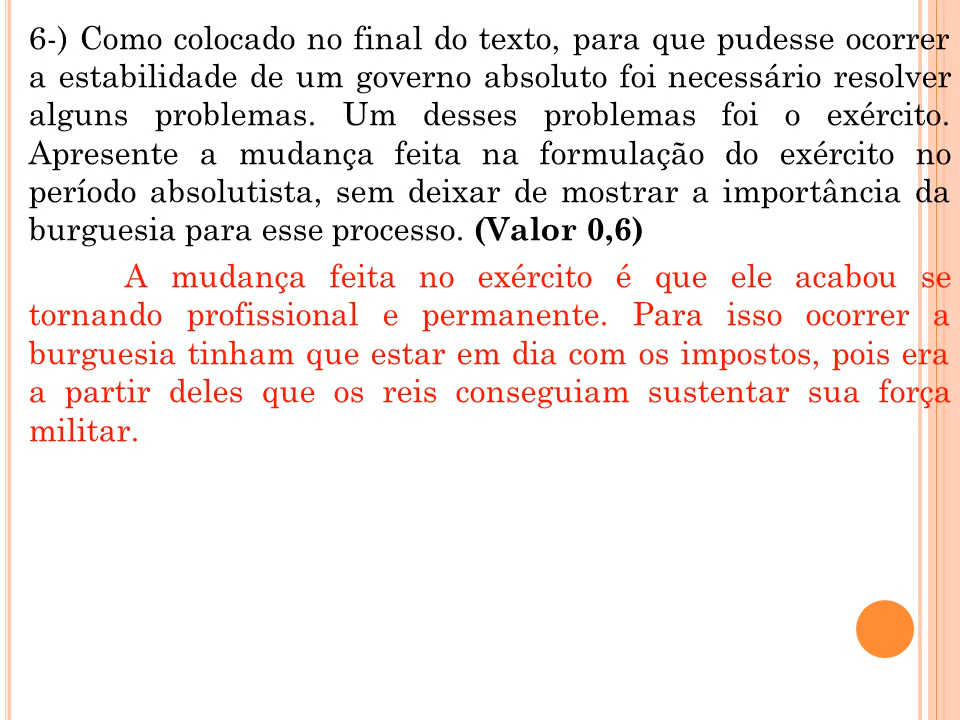 6-) Como colocado no final do texto, para que pudesse ocorrer
a estabilidade de um governo absoluto foi necessário resolver
alguns problemas. Um desses problemas foi o exército.
Apresente a mudança feita na formulação do exército no
período absolutista, sem deixar de mostrar a importância da
burguesia para esse processo. (Valor 0,6)
A mudança feita no exército é que ele acabou se
tornando profissional e permanente. Para isso ocorrer a
burguesia tinham que estar em dia com os impostos, pois era
a partir deles que os reis conseguiam sustentar sua força
militar.